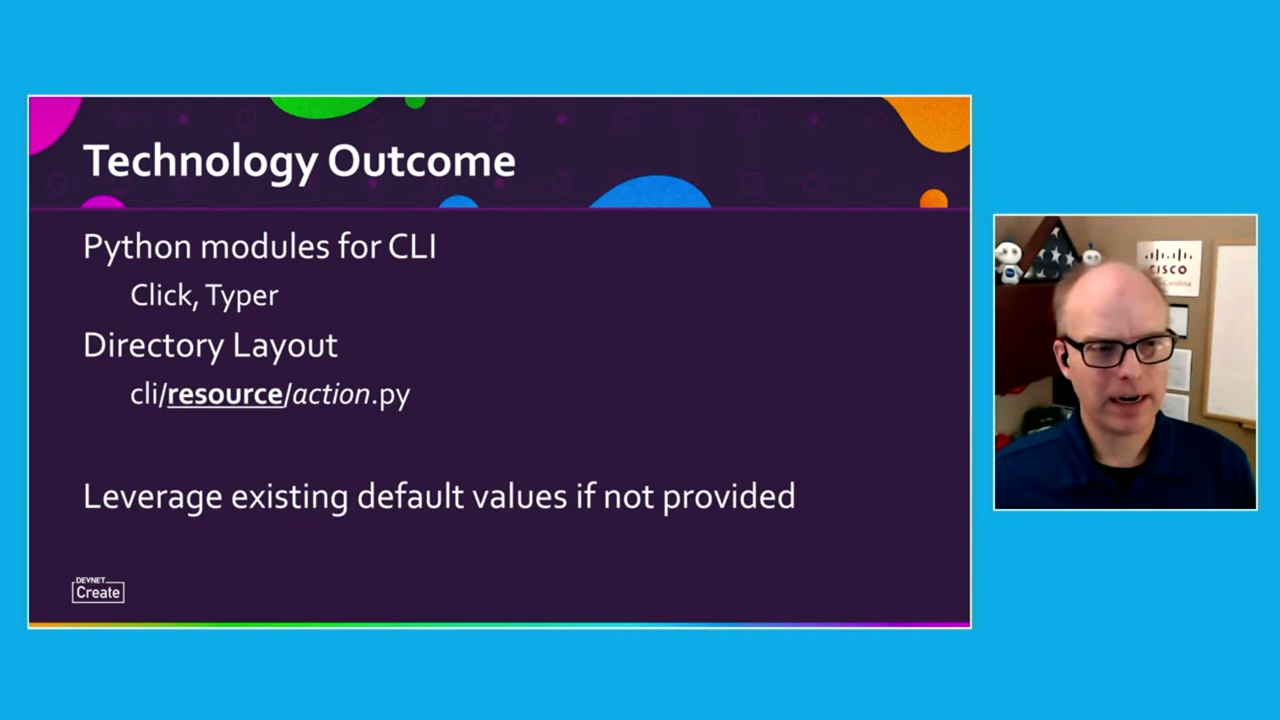 Technology Outcome
Python modules for CLI
Click, Typer
Directory Layout
cli/resource/action.py
Leverage existing default values if not provided
DEVNET
Create
CISCO